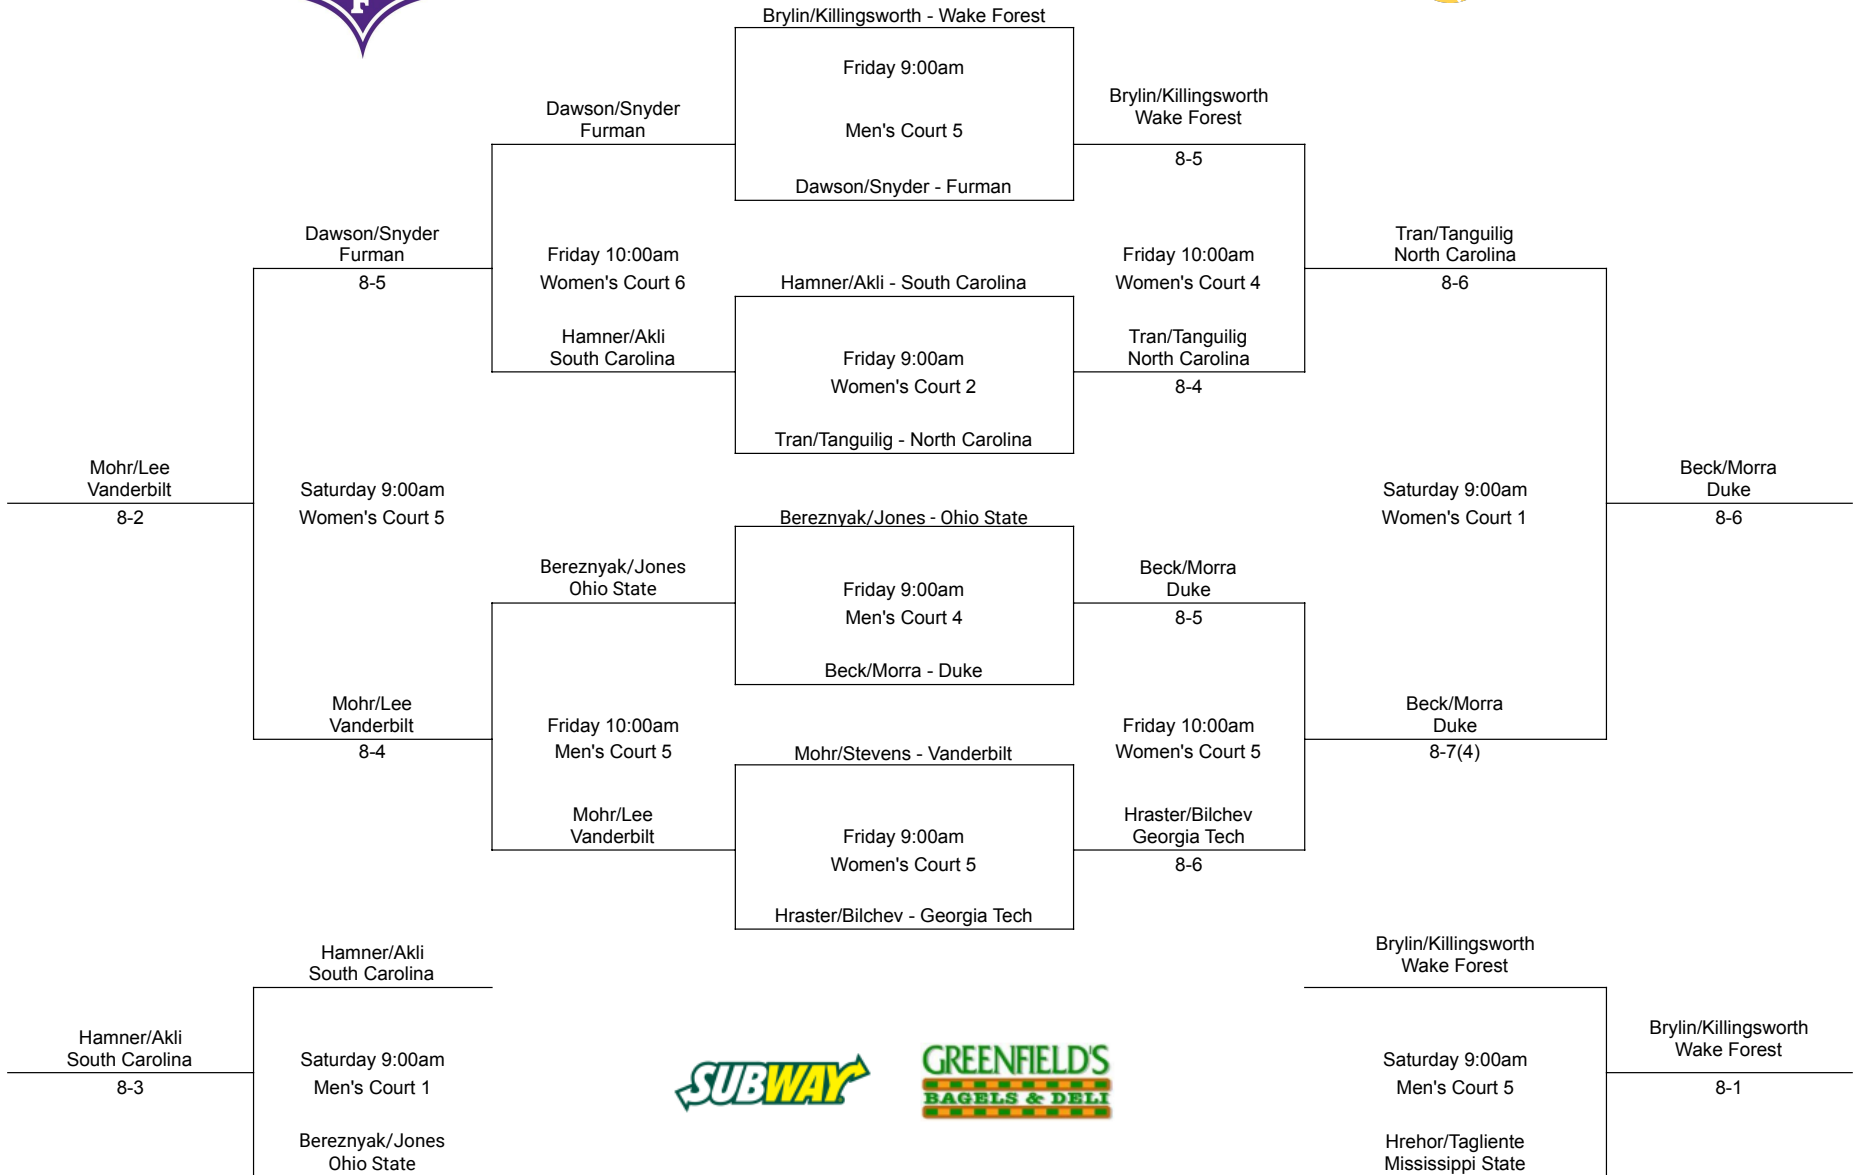 F
Brylin/Killingsworth - Wake Forest
Friday 9:00am
Men's Court 5
Dawson/Snyder - Furman
Dawson/Snyder
Furman
Brylin/Killingsworth
Wake Forest
8-5
Dawson/Snyder
Furman
8-5
Friday 10:00am
Women's Court 6
Hamner/Akli - South Carolina
Friday 10:00am
Women's Court 4
Tran/Tanguilig
North Carolina
8-6
Hamner/Akli
South Carolina
Friday 9:00am
Women's Court 2
Tran/Tanguilig
North Carolina
8-4
Tran/Tanguilig - North Carolina
Mohr/Lee
Vanderbilt
8-2
Saturday 9:00am
Women's Court 5
Bereznyak/Jones - Ohio State
Saturday 9:00am
Women's Court 1
Beck/Morra
Duke
8-6
Bereznyak/Jones
Ohio State
Friday 9:00am
Men's Court 4
Beck/Morra
Duke
8-5
Beck/Morra - Duke
Mohr/Lee
Vanderbilt
8-4
Friday 10:00am
Men's Court 5
Mohr/Stevens - Vanderbilt
Friday 10:00am
Women's Court 5
Beck/Morra
Duke
8-7(4)
Mohr/Lee
Vanderbilt
Friday 9:00am
Women's Court 5
Hraster/Bilchev
Georgia Tech
8-6
Hraster/Bilchev - Georgia Tech
Hamner/Akli
South Carolina
Brylin/Killingsworth
Wake Forest
Hamner/Akli
South Carolina
8-3
Saturday 9:00am
Men's Court 1
SUBWAY
GREENFIELD'S
BAGELS & DELI
Saturday 9:00am
Men's Court 5
Brylin/Killingsworth
Wake Forest
8-1
Bereznyak/Jones
Ohio State
Hrehor/Tagliente
Mississippi State